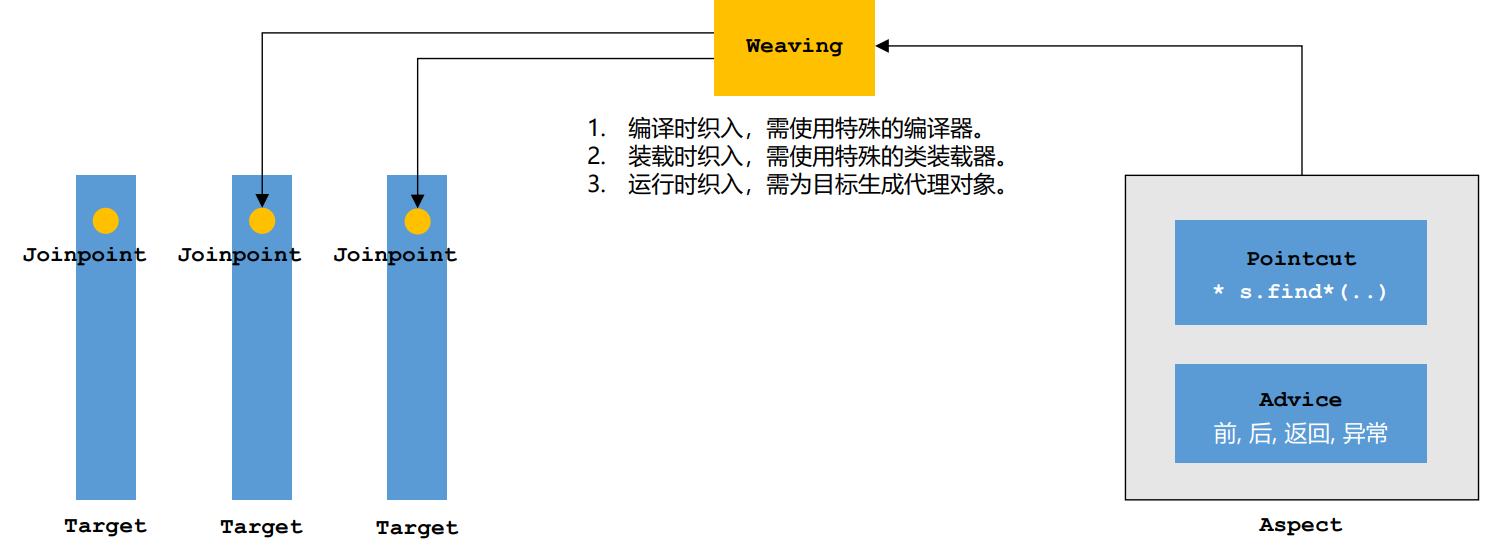 Weaving
1. 编译时织入，需使用特殊的编译器。
2. 装载时织入，需使用特殊的类装载器。
3. 运行时织入，需为目标生成代理对象。
Joinpoint Joinpoint Joinpoint
Pointcut
* s.find*(..)
Advice
前, 后, 返回, 异常
Target Target Target
Aspect